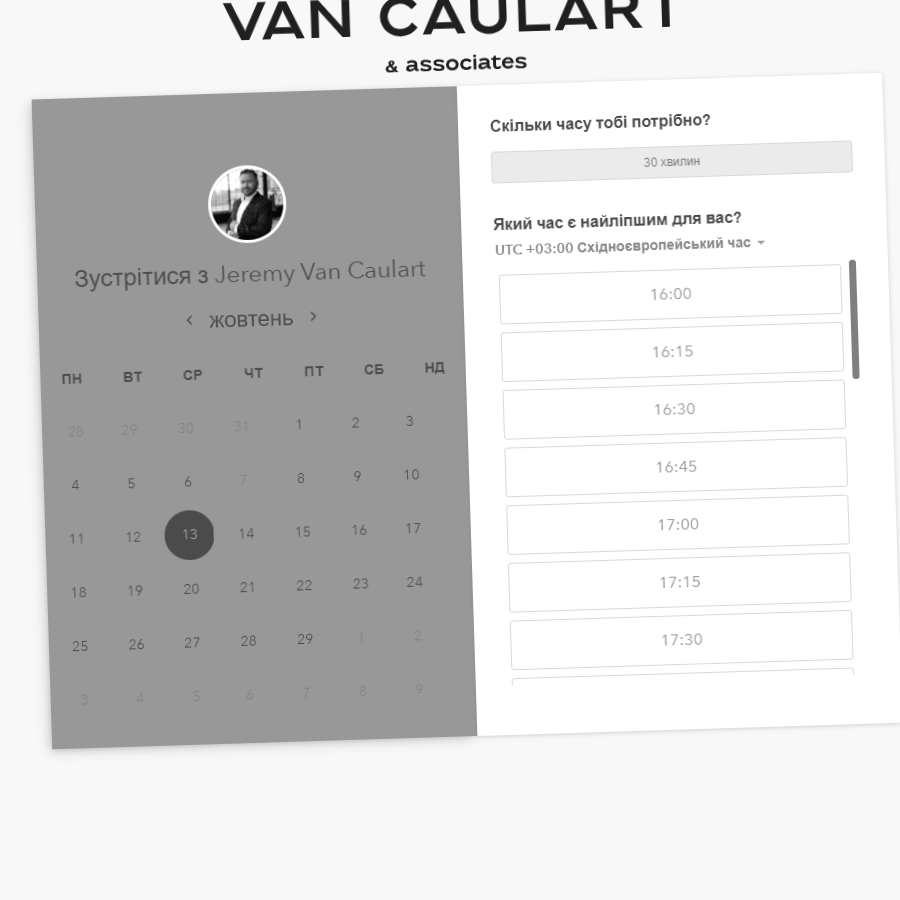 VAN CAULART
& associates
Зустрітися з Jeremy Van Caulart
жовтень
ПН ВТ СР ЧТ ПТ СБ НД
28 29 30 31 1 2 3
4 5 6 7 8 9 10
11 12 13 14 15 16 17
18 19 20 21 22 23 24
25 26 27 28 29 1 2
3 4 5 6 7 8 9
Скільки часу тобі потрібно?
30 хвилин
Який час є найліпшим для вас?
UTC +03:00 Східноєвропейський час
16:00
16:15
16:30
16:45
17:00
17:15
17:30